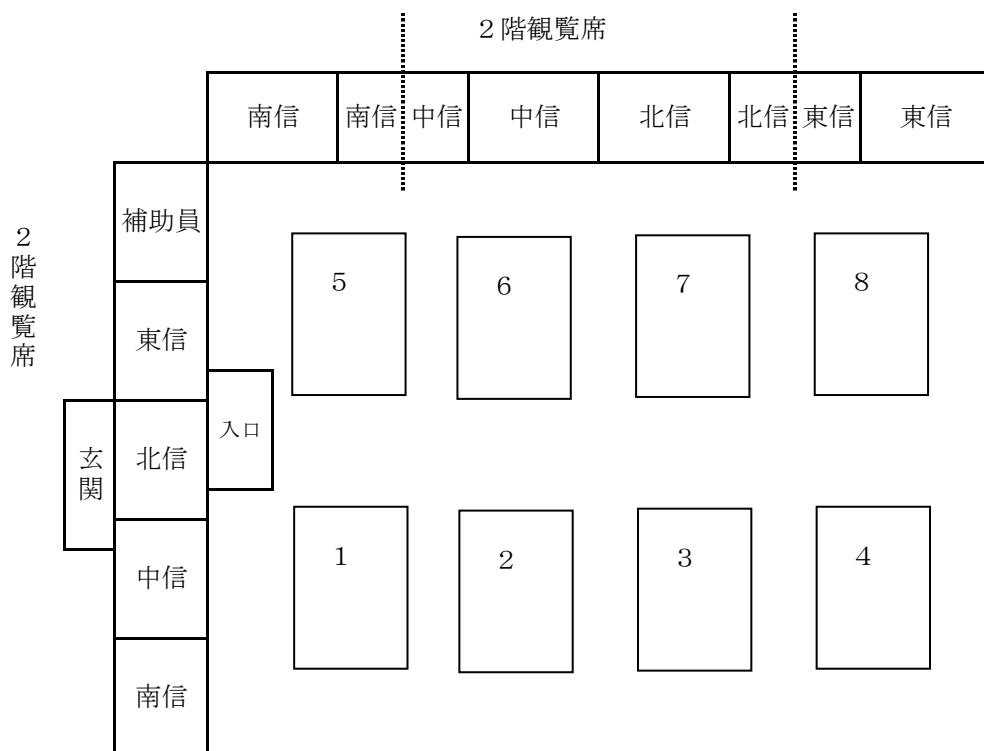 ２階観覧席
南信 南信 中信 中信 北信 北信 東信 東信
２階観覧席
補助員
東信
北信
中信
南信
玄関
入口
５ ６ ７ ８
１ ２ ３ ４